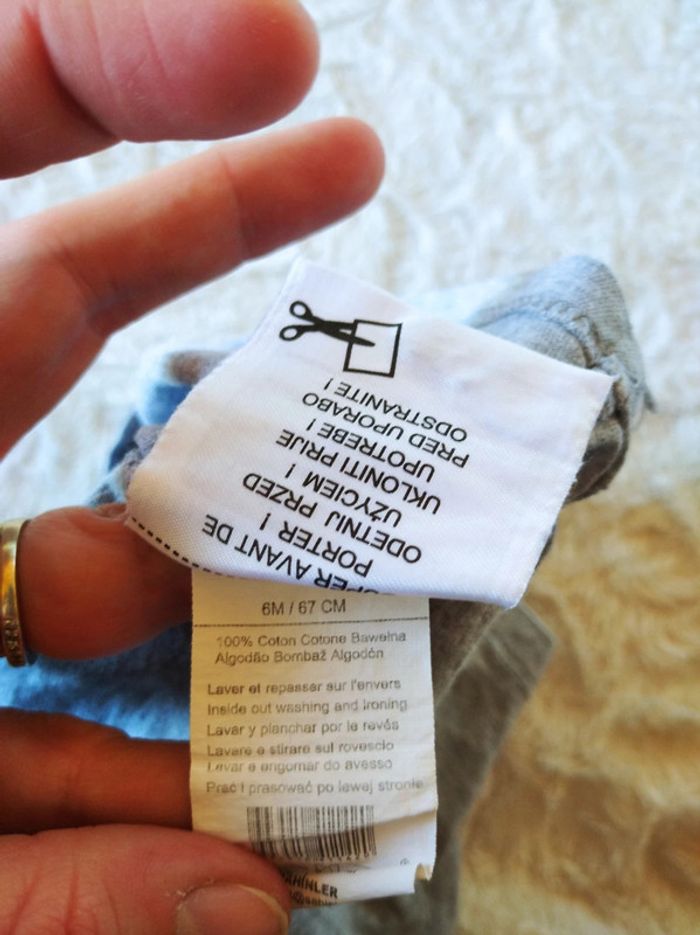 AVANT DE
PORTER !
ODETNIJ PRZED
UŻYCIEM !
UKLONITI PRIJE
UPOTREBE !
PRED UPORABO
ODSTRANITE !
6M / 67 CM
100% Coton Cotone Bawełna
Algodão Bombaž Algodón
Laver et repasser sur l'envers
Inside out washing and ironing
Lavar y planchar por le revés
Lavare e stirare sul rovescio
Lavar e engomar do avesso
Prać i prasować po lewej stronie